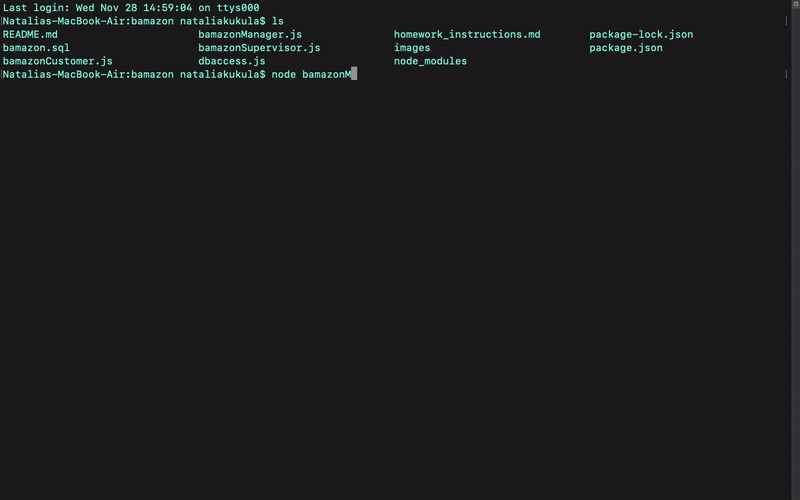 Last login: Wed Nov 28 14:59:04 on ttys000
[Natalias-MacBook-Air:bamazon nataliakukula$ ls ]
README.md bamazonManager.js homework_instructions.md package-lock.json
bamazon.sql bamazonSupervisor.js images package.json
bamazonCustomer.js dbaccess.js node_modules
[Natalias-MacBook-Air:bamazon nataliakukula$ node bamazonM ]